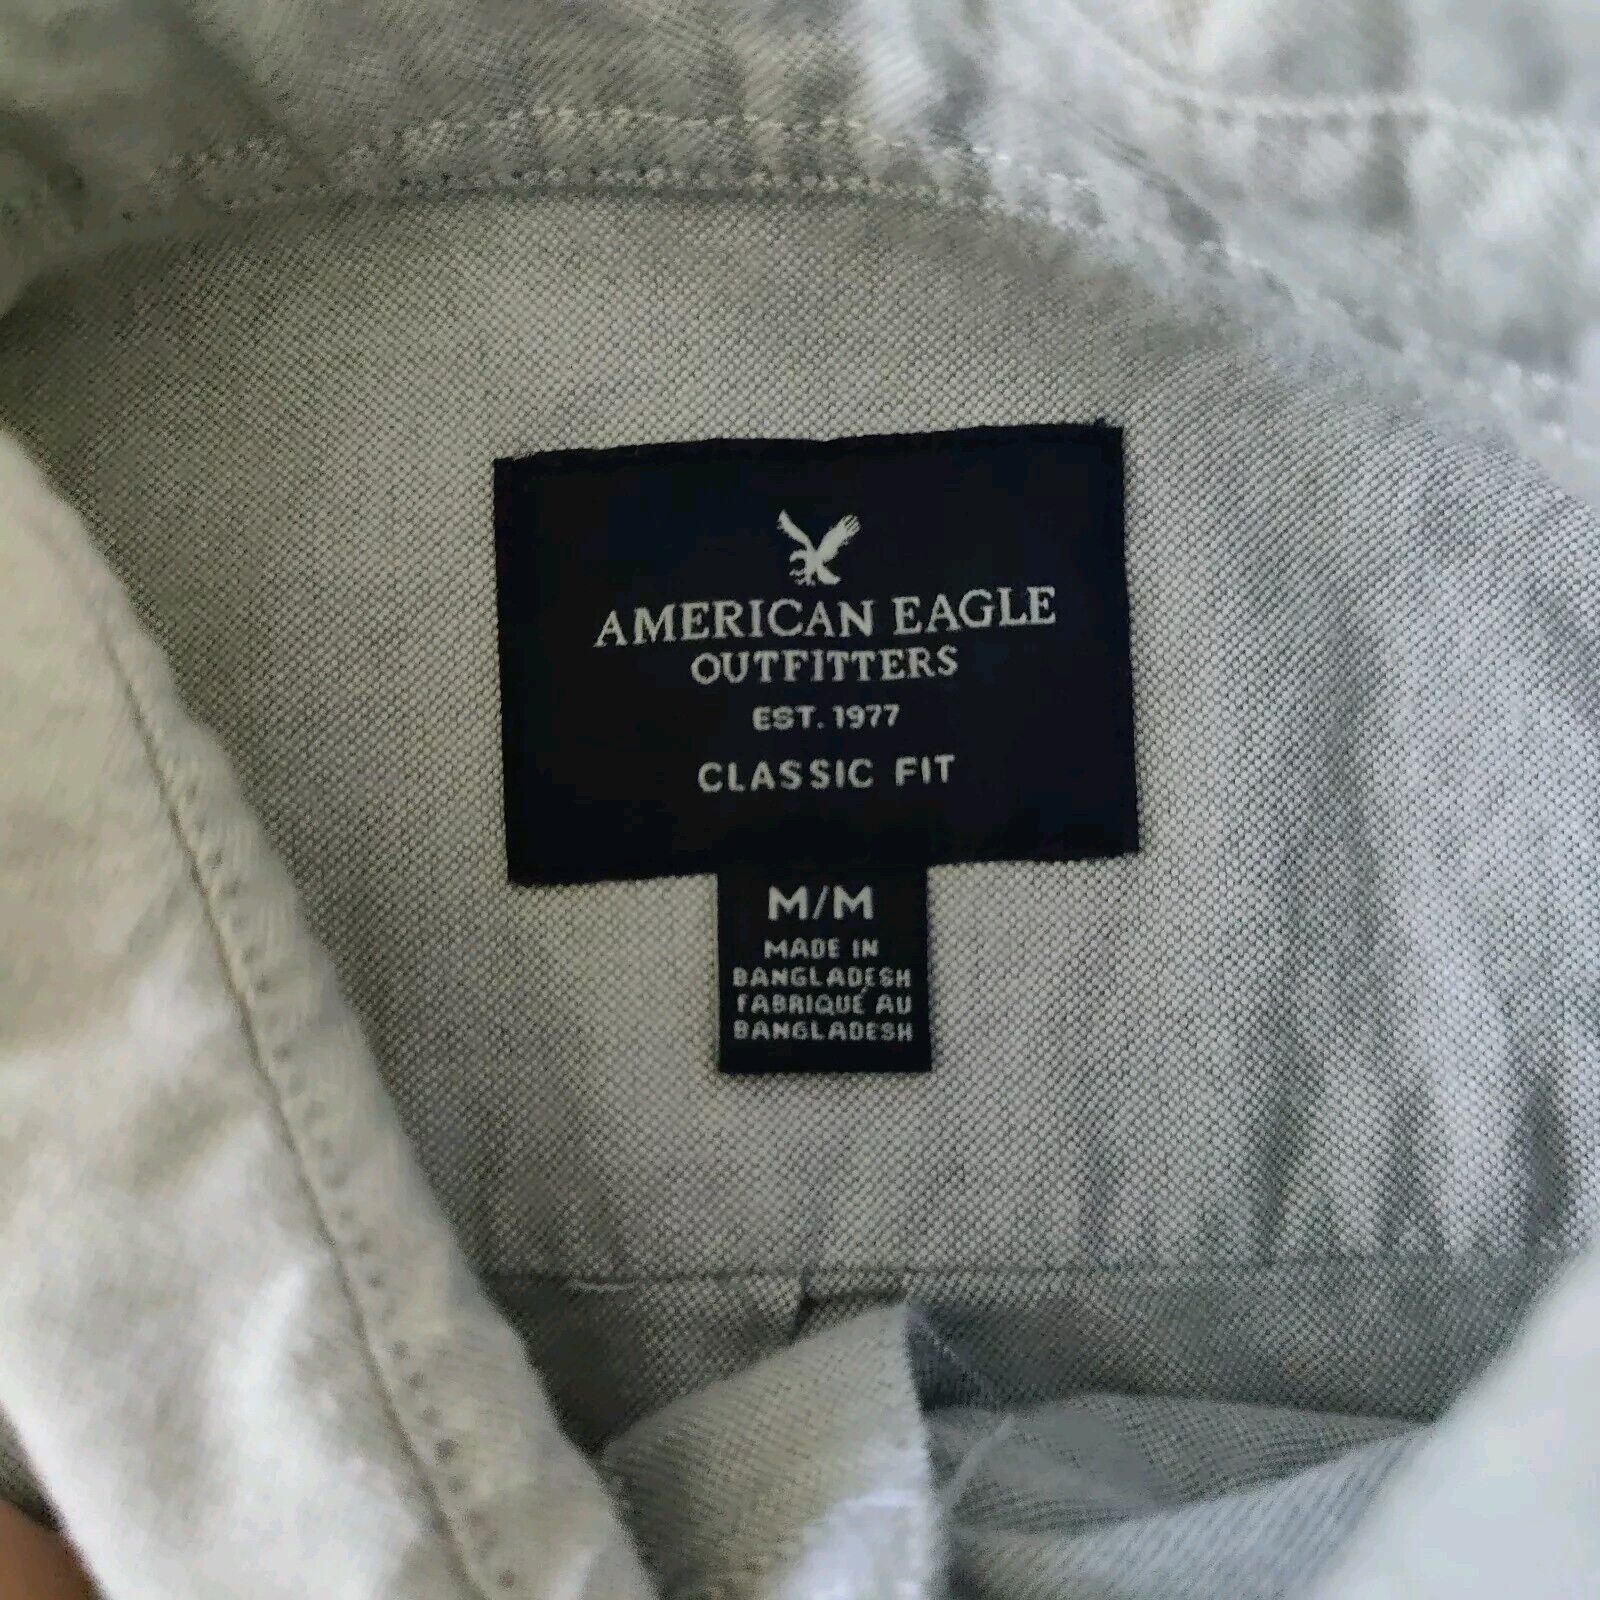 AMERICAN EAGLE
OUTFITTERS
EST. 1977
CLASSIC FIT
M/M
MADE IN
BANGLADESH
FABRIQUÉ AU
BANGLADESH